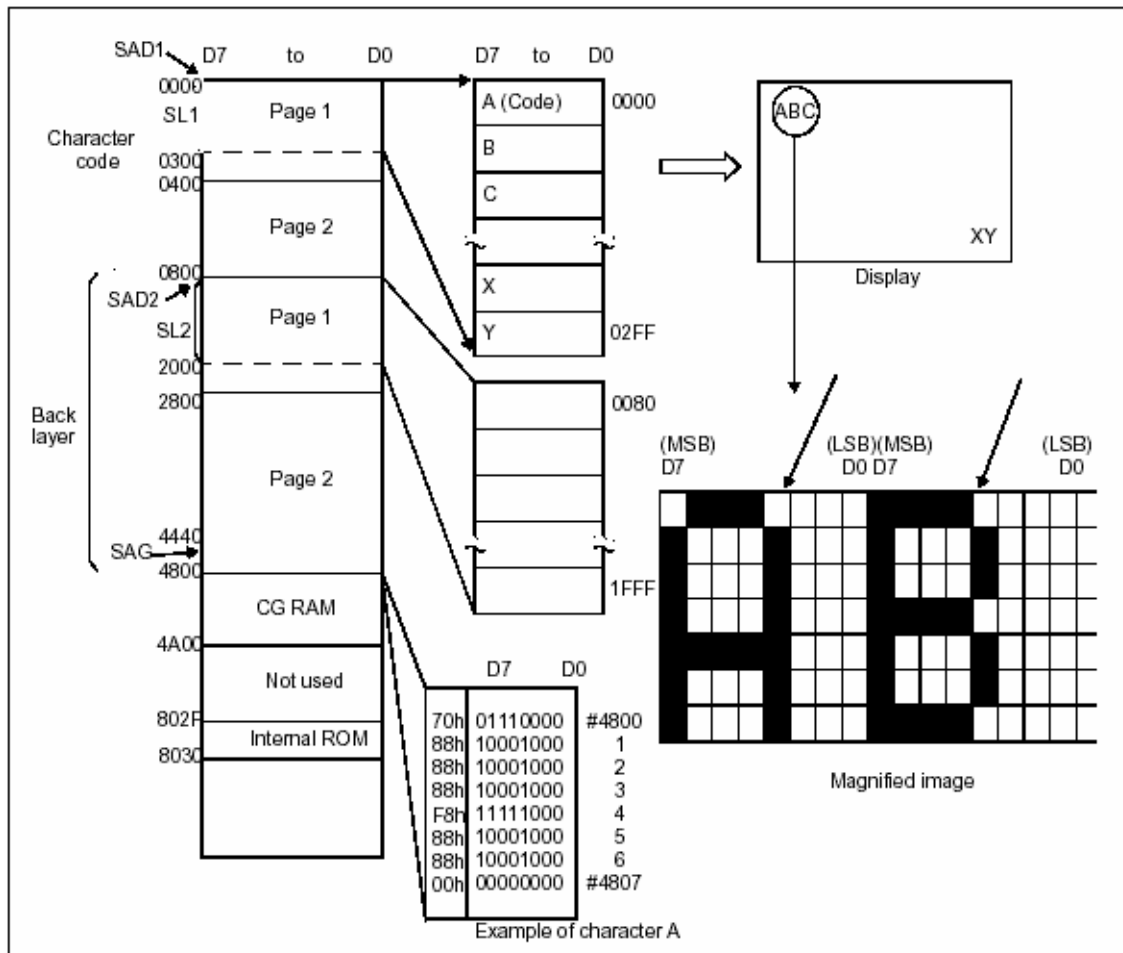 SAD1
D7 to D0
D7 to D0
0000
SL1
Character
code
0300
0400
Page 1
Page 2
0800
SAD2
SL2
Page 1
2000
2800
Back
layer
Page 2
4440
SAG
4800
CG RAM
4A00
Not used
802F
Internal ROM
8030
A (Code)
0000
B
C
X
Y
02FF
0080
1FFF
ABC
XY
Display
(MSB)
D7
(LSB)(MSB)
D0 D7
(LSB)
D0
Magnified image
D7 D0
70h 01110000 #4800
88h 10001000 1
88h 10001000 2
88h 10001000 3
F8h 11111000 4
88h 10001000 5
88h 10001000 6
00h 00000000 #4807
Example of character A